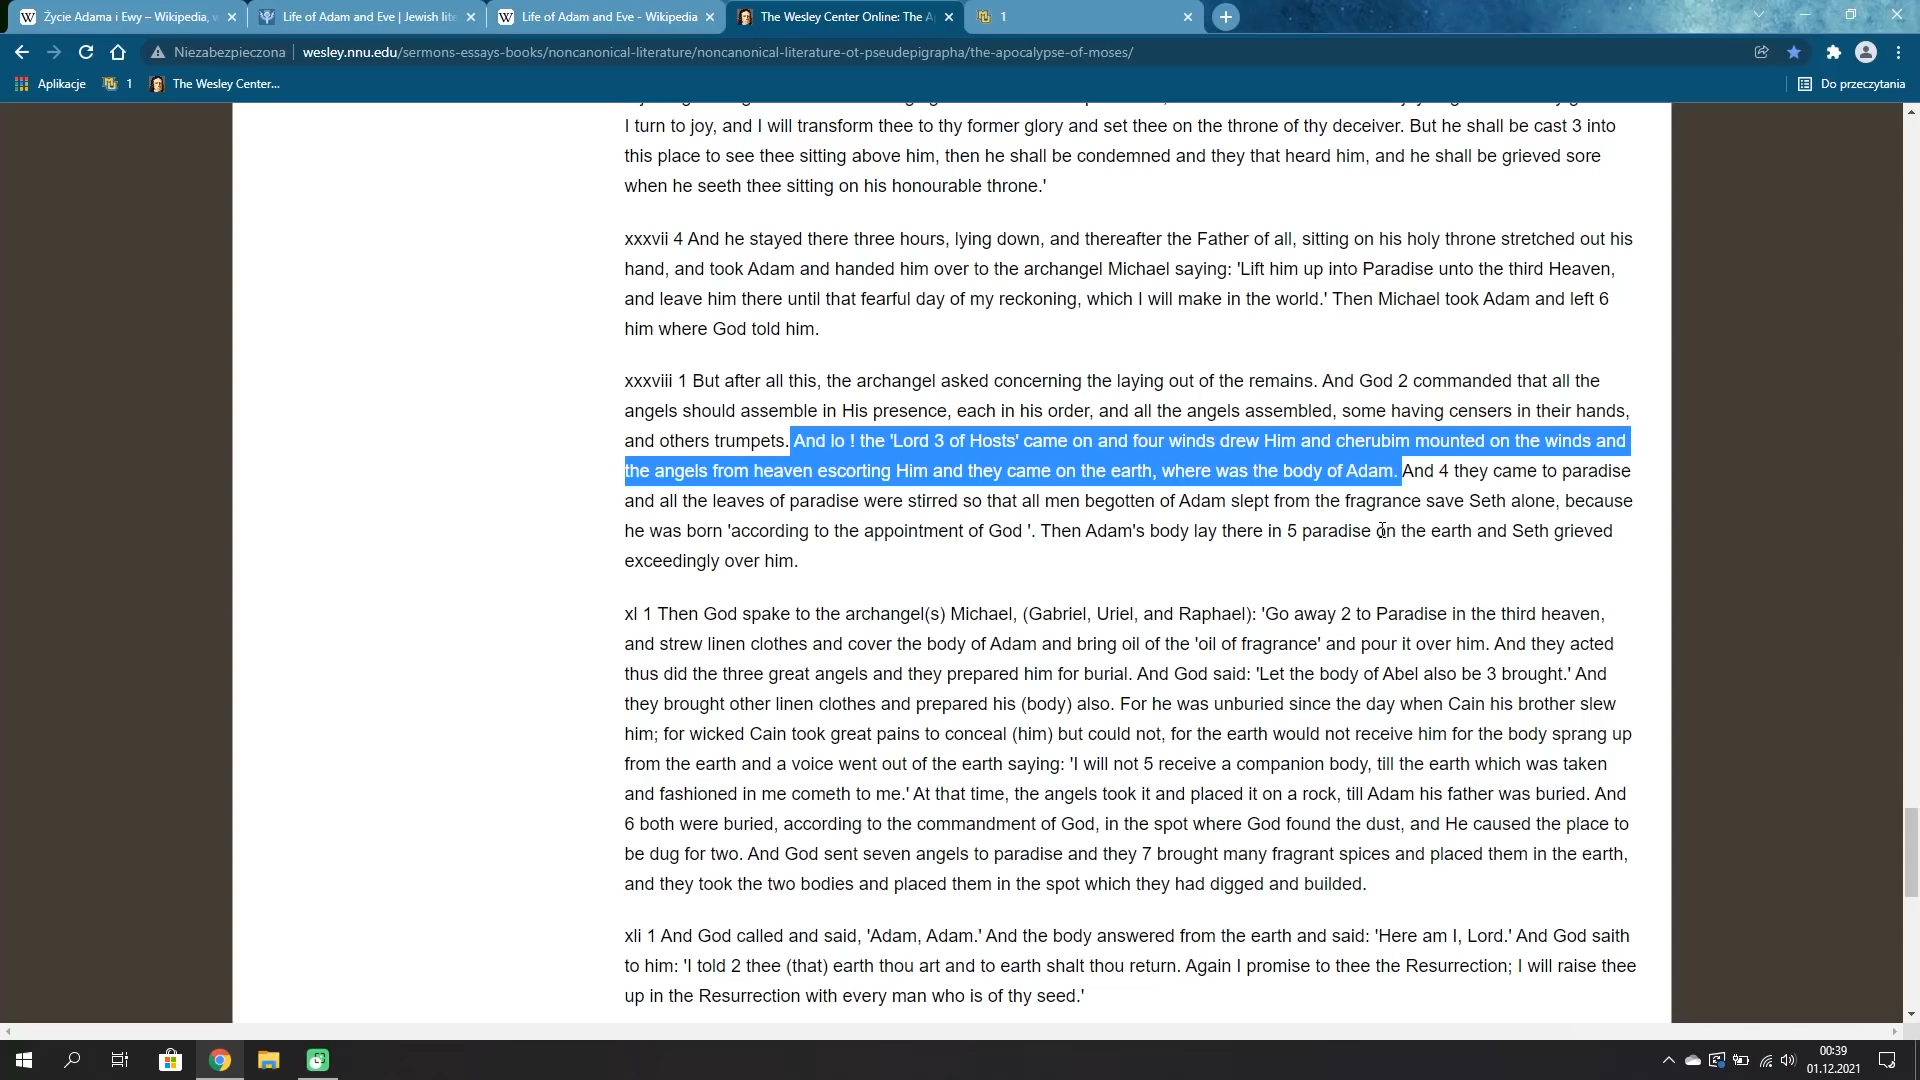 Życie Adama i Ewy – Wikipedia, w
Life of Adam and Eve | Jewish lite
Life of Adam and Eve - Wikipedia
The Wesley Center Online: The A
1
Niezabezpieczona
wesley.nnu.edu/sermons-essays-books/noncanonical-literature/noncanonical-literature-ot-pseudepigrapha/the-apocalypse-of-moses/
Aplikacje
1
The Wesley Center...
Do przeczytania
I turn to joy, and I will transform thee to thy former glory and set thee on the throne of thy deceiver. But he shall be cast 3 into
this place to see thee sitting above him, then he shall be condemned and they that heard him, and he shall be grieved sore
when he seeth thee sitting on his honourable throne.'
xxxvii 4 And he stayed there three hours, lying down, and thereafter the Father of all, sitting on his holy throne stretched out his
hand, and took Adam and handed him over to the archangel Michael saying: 'Lift him up into Paradise unto the third Heaven,
and leave him there until that fearful day of my reckoning, which I will make in the world.' Then Michael took Adam and left 6
him where God told him.
xxxviii 1 But after all this, the archangel asked concerning the laying out of the remains. And God 2 commanded that all the
angels should assemble in His presence, each in his order, and all the angels assembled, some having censers in their hands,
and others trumpets. And lo ! the 'Lord 3 of Hosts' came on and four winds drew Him and cherubim mounted on the winds and
the angels from heaven escorting Him and they came on the earth, where was the body of Adam. And 4 they came to paradise
and all the leaves of paradise were stirred so that all men begotten of Adam slept from the fragrance save Seth alone, because
he was born 'according to the appointment of God '. Then Adam's body lay there in 5 paradise on the earth and Seth grieved
exceedingly over him.
xl 1 Then God spake to the archangel(s) Michael, (Gabriel, Uriel, and Raphael): 'Go away 2 to Paradise in the third heaven,
and strew linen clothes and cover the body of Adam and bring oil of the 'oil of fragrance' and pour it over him. And they acted
thus did the three great angels and they prepared him for burial. And God said: 'Let the body of Abel also be 3 brought.' And
they brought other linen clothes and prepared his (body) also. For he was unburied since the day when Cain his brother slew
him; for wicked Cain took great pains to conceal (him) but could not, for the earth would not receive him for the body sprang up
from the earth and a voice went out of the earth saying: 'I will not 5 receive a companion body, till the earth which was taken
and fashioned in me cometh to me.' At that time, the angels took it and placed it on a rock, till Adam his father was buried. And
6 both were buried, according to the commandment of God, in the spot where God found the dust, and He caused the place to
be dug for two. And God sent seven angels to paradise and they 7 brought many fragrant spices and placed them in the earth,
and they took the two bodies and placed them in the spot which they had digged and builded.
xli 1 And God called and said, 'Adam, Adam.' And the body answered from the earth and said: 'Here am I, Lord.' And God saith
to him: 'I told 2 thee (that) earth thou art and to earth shalt thou return. Again I promise to thee the Resurrection; I will raise thee
up in the Resurrection with every man who is of thy seed.'
00:39
01.12.2021